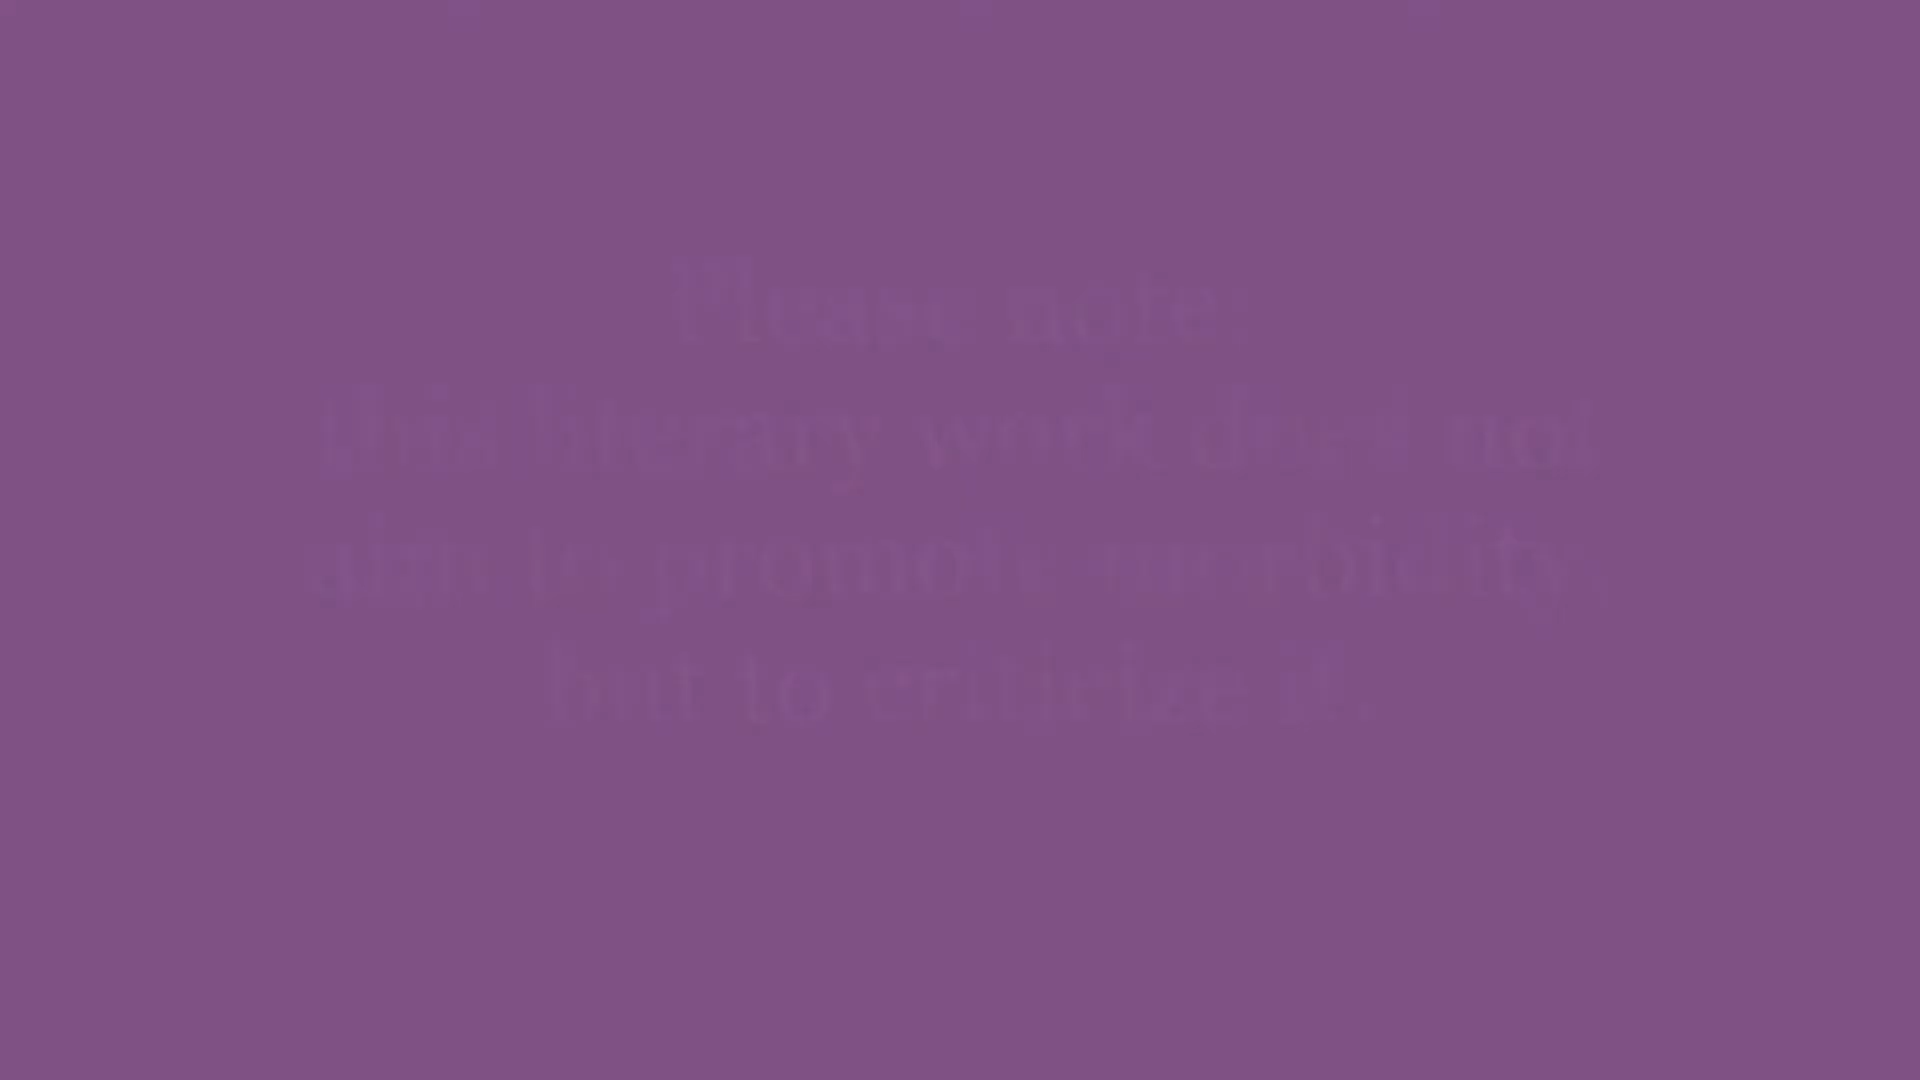 Please note:
this literary work does not
aim to promote morbidity,
but to criticize it.